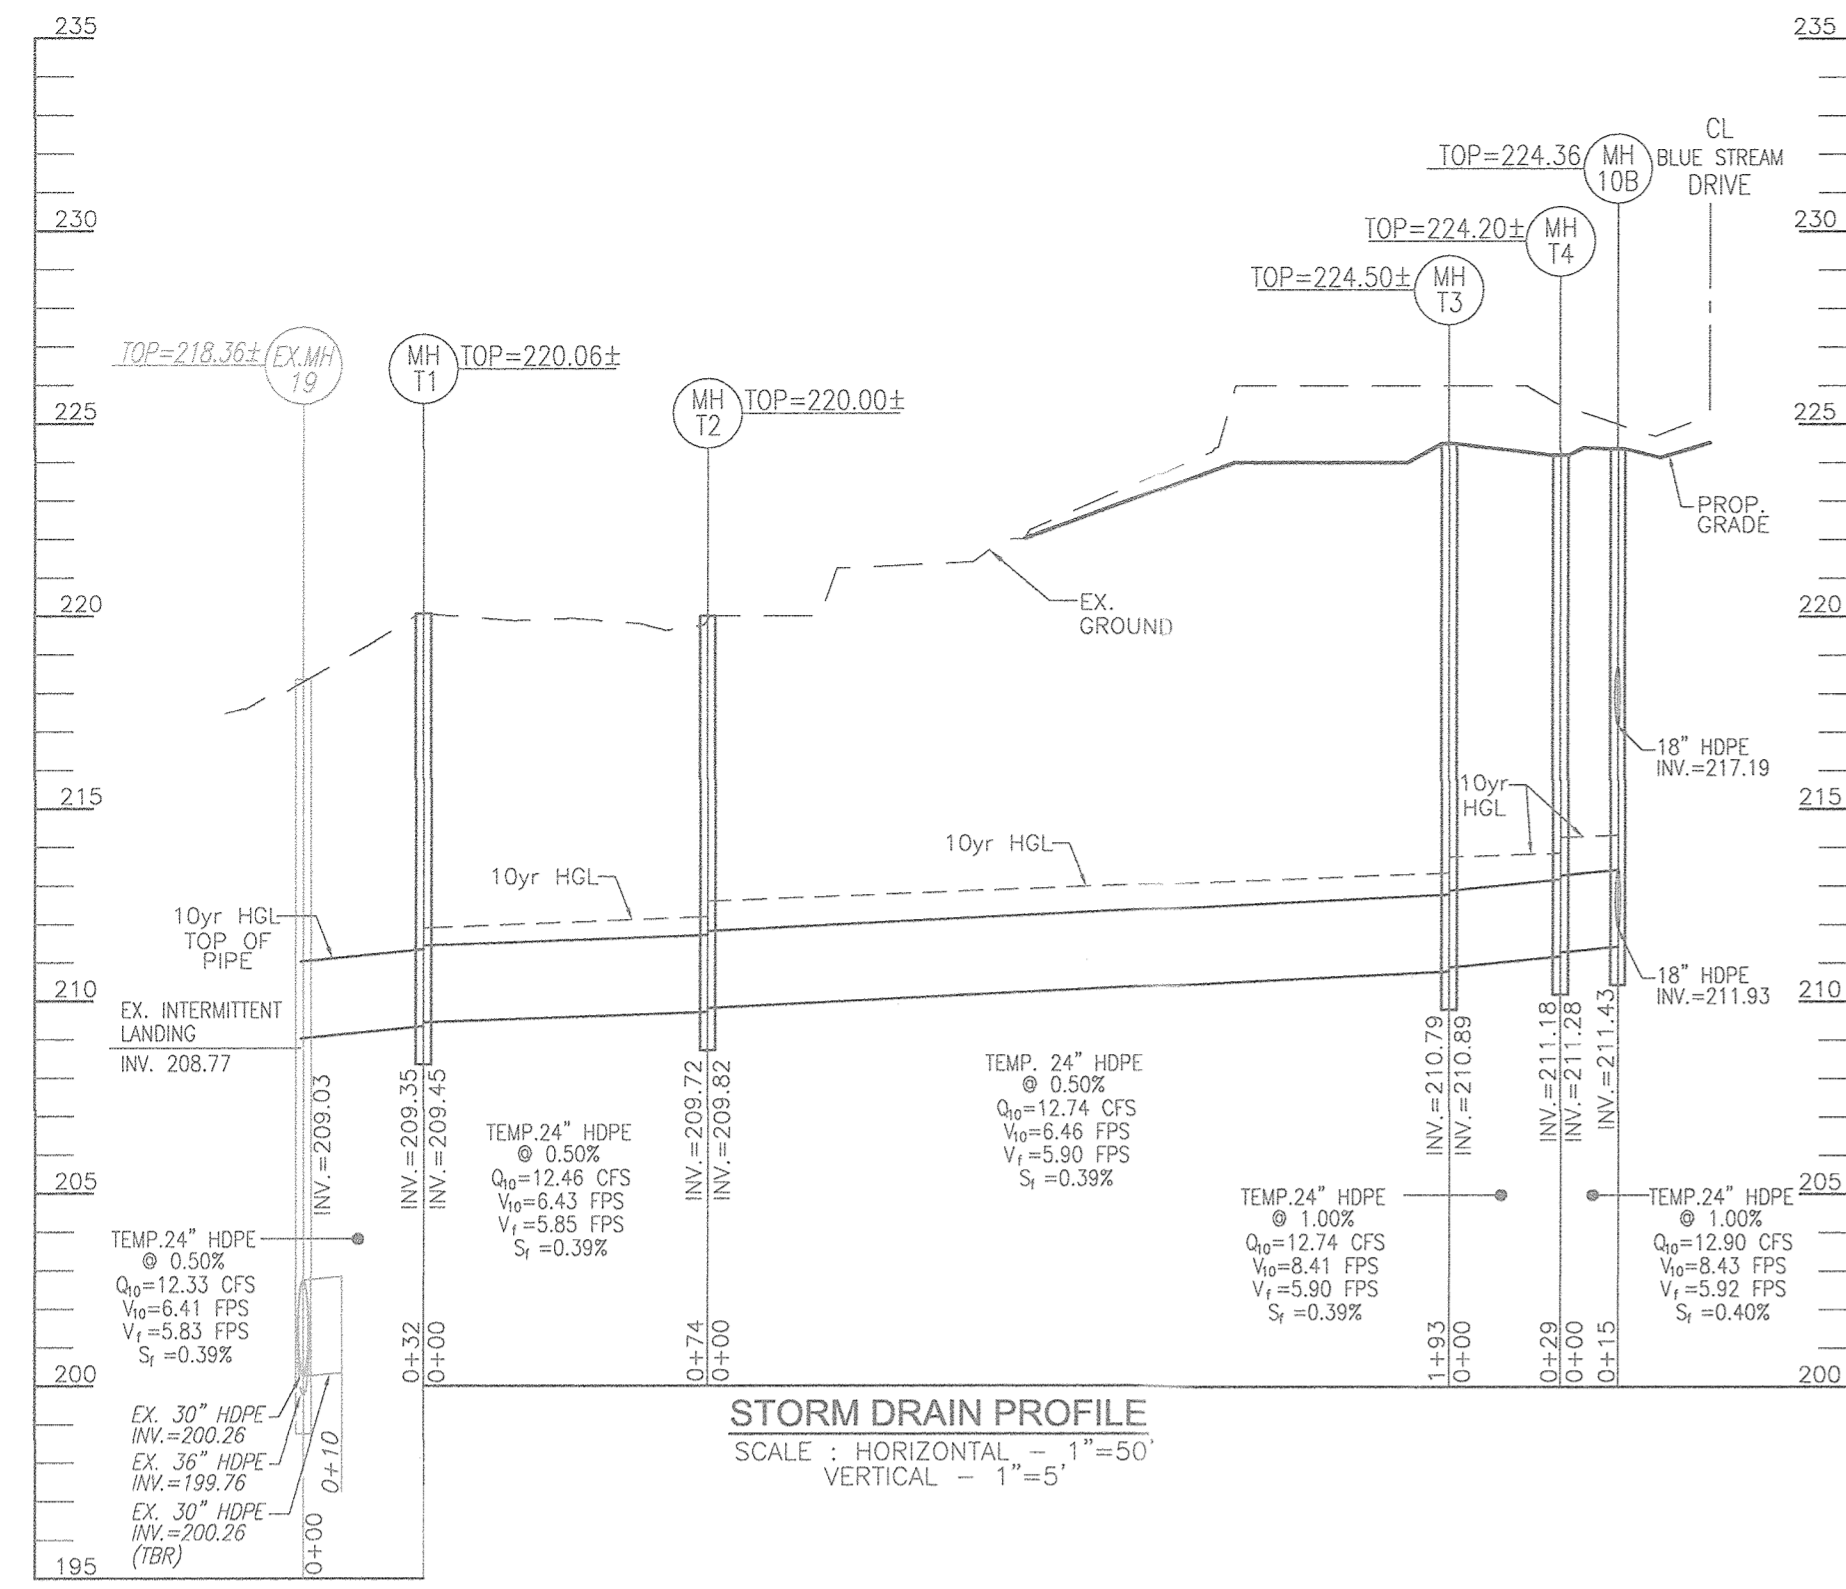 235
230
225
220
215
210
205
200
195
235
230
225
220
215
210
205
200
TOP=218.36±
EX.MH
19
MH
T1
TOP=220.06±
MH
T2
TOP=220.00±
TOP=224.50±
MH
T3
TOP=224.20±
MH
T4
TOP=224.36
MH
10B
CL
BLUE STREAM
DRIVE
PROP.
GRADE
EX.
GROUND
18" HDPE
INV.=217.19
10yr
HGL
10yr HGL
10yr HGL
10yr HGL
TOP OF
PIPE
18" HDPE
INV.=211.93
EX. INTERMITTENT
LANDING
INV. 208.77
INV.=209.03
INV.=209.35
INV.=209.45
INV.=209.72
INV.=209.82
INV.=210.79
INV.=210.89
INV.=211.18
INV.=211.28
INV.=211.43
TEMP.24" HDPE
@ 0.50%
Q10=12.33 CFS
V10=6.41 FPS
Vf=5.83 FPS
Sf=0.39%
TEMP.24" HDPE
@ 0.50%
Q10=12.46 CFS
V10=6.43 FPS
Vf=5.85 FPS
Sf=0.39%
TEMP. 24" HDPE
@ 0.50%
Q10=12.74 CFS
V10=6.46 FPS
Vf=5.90 FPS
Sf=0.39%
TEMP.24" HDPE
@ 1.00%
Q10=12.74 CFS
V10=8.41 FPS
Vf=5.90 FPS
Sf=0.39%
TEMP.24" HDPE
@ 1.00%
Q10=12.90 CFS
V10=8.43 FPS
Vf=5.92 FPS
Sf=0.40%
0+32
0+00
0+74
0+00
1+93
0+00
0+29
0+00
0+15
EX. 30" HDPE
INV.=200.26
EX. 36" HDPE
INV.=199.76
EX. 30" HDPE
INV.=200.26
(TBR)
0+10
0+00
STORM DRAIN PROFILE
SCALE : HORIZONTAL – 1"=50'
VERTICAL – 1"=5'